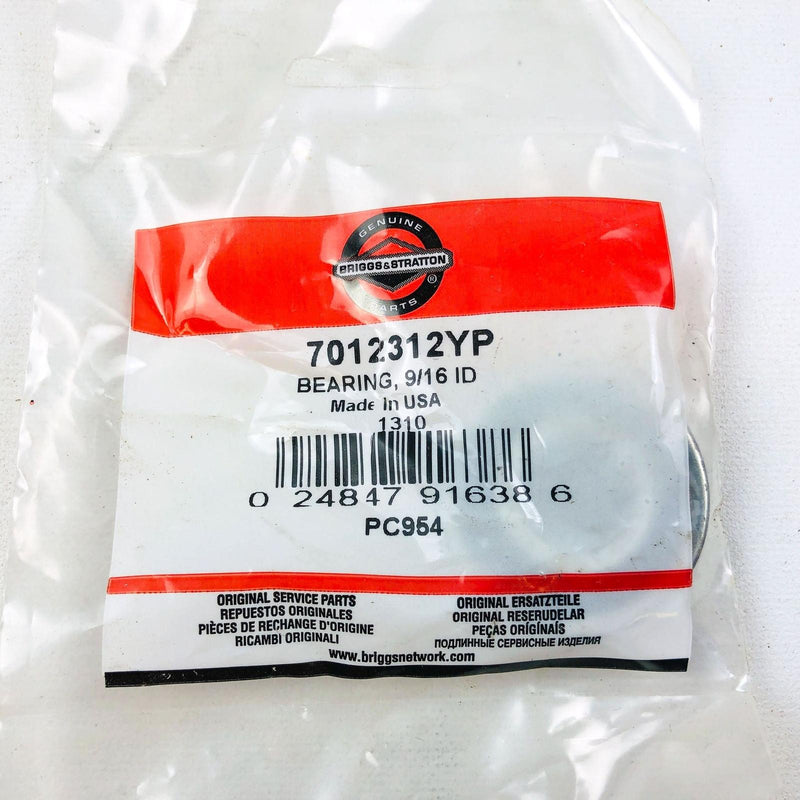 GENUINE
BRIGGS&STRATTON ®
PARTS
7012312YP
BEARING, 9/16 ID
Made in USA
1310
0 24847 91638 6
PC954
ORIGINAL SERVICE PARTS
REPUESTOS ORIGINALES
PIÈCES DE RECHANGE D'ORIGINE
RICAMBI ORIGINALI
ORIGINAL ERSATZTEILE
ORIGINAL RESERUDELAR
PEÇAS ORIGINAIS
ПОДЛИННЫЕ СЕРВИСНЫЕ ИЗДЕЛИЯ
www.briggsnetwork.com